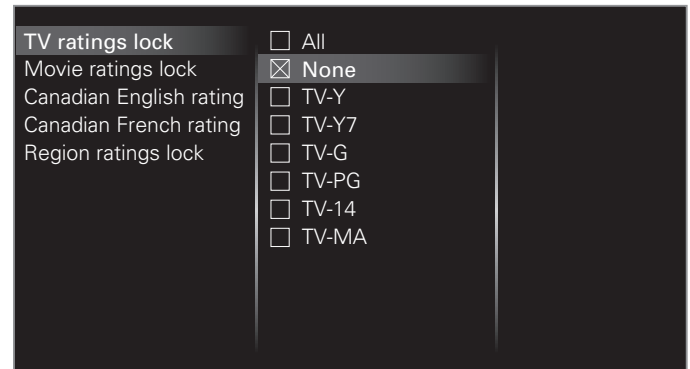 TV ratings lock
Movie ratings lock
Canadian English rating
Canadian French rating
Region ratings lock
All
None
TV-Y
TV-Y7
TV-G
TV-PG
TV-14
TV-MA